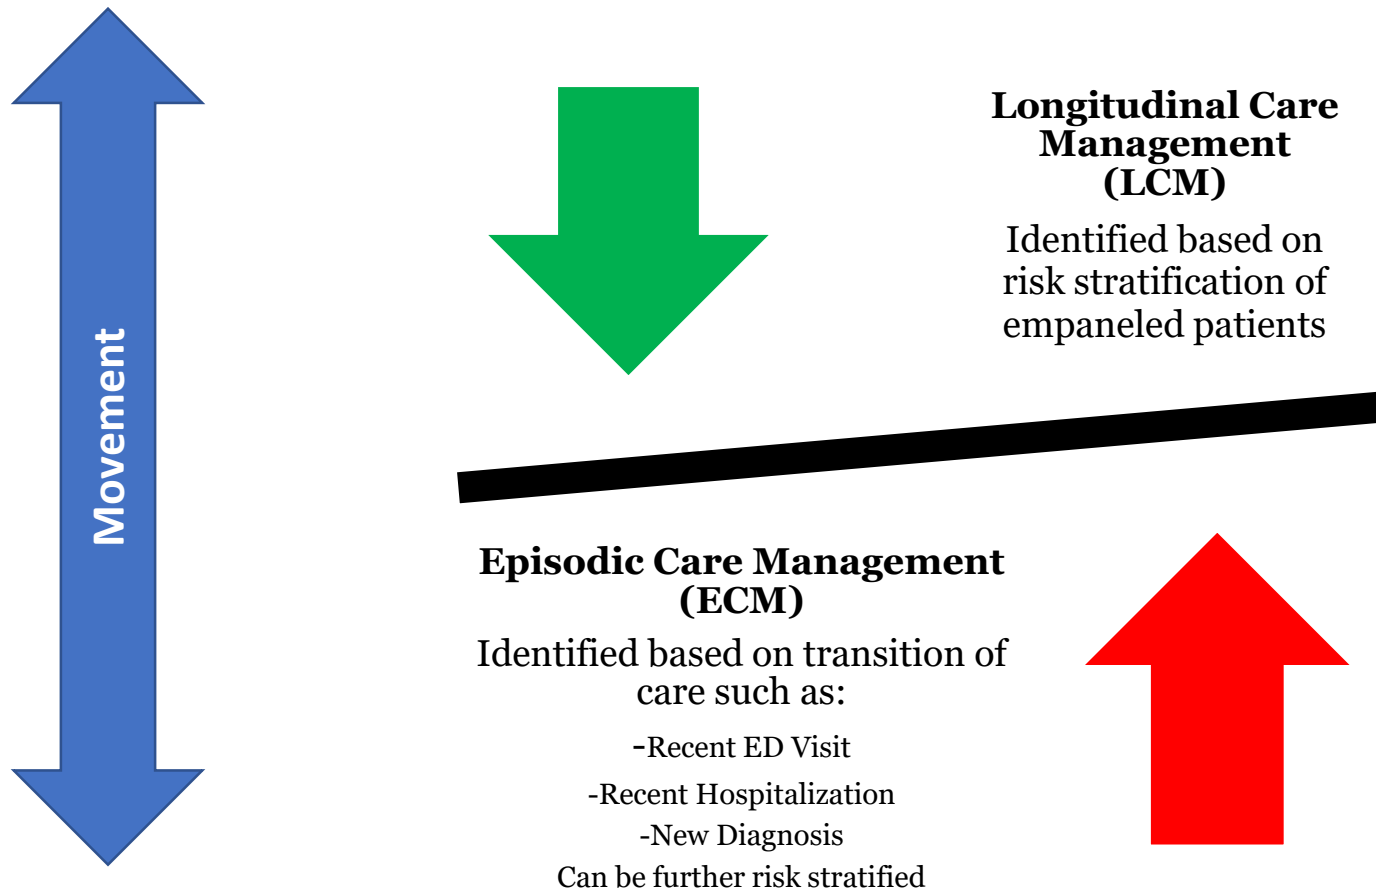 Movement
Longitudinal Care
Management
(LCM)
Identified based on
risk stratification of
empaneled patients
Episodic Care Management
(ECM)
Identified based on transition of
care such as:
-Recent ED Visit
-Recent Hospitalization
-New Diagnosis
Can be further risk stratified